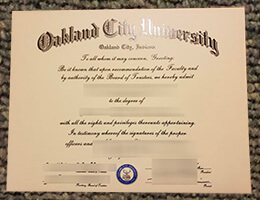 Oakland City University
Oakland City, Indiana
To all whom it may concern, Greeting
Be it known that upon recommendation of the Faculty and
by authority of the Board of Trustees, we hereby admit
to the degree of
with all the rights and privileges thereunto appertaining.
In testimony whereof the signatures of the proper
officers and